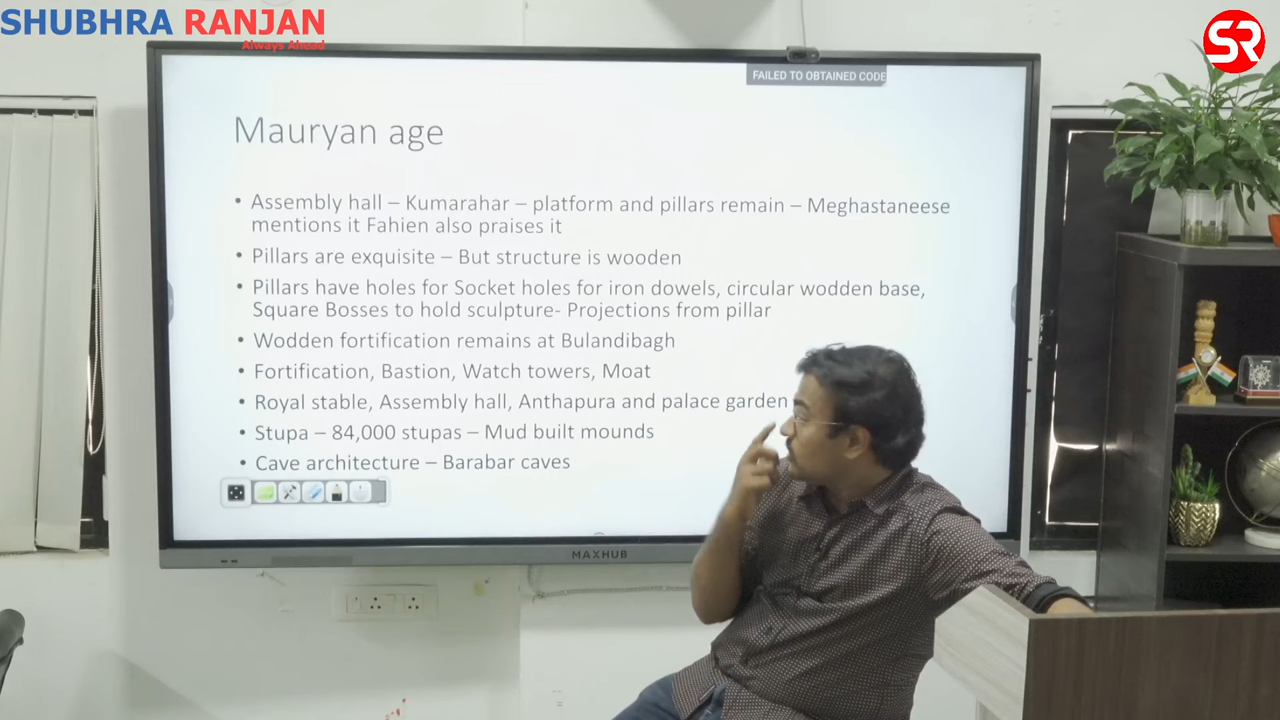 SHUBHRA RANJAN
Always Ahead
SR
FAILED TO OBTAINED CODE
Mauryan age
• Assembly hall – Kumarahar – platform and pillars remain – Meghastaneese
mentions it Fahien also praises it
• Pillars are exquisite – But structure is wooden
• Pillars have holes for Socket holes for iron dowels, circular wodden base,
Square Bosses to hold sculpture- Projections from pillar
• Wodden fortification remains at Bulandibagh
• Fortification, Bastion, Watch towers, Moat
• Royal stable, Assembly hall, Anthapura and palace garden
• Stupa – 84,000 stupas – Mud built mounds
• Cave architecture – Barabar caves
MAXHUB